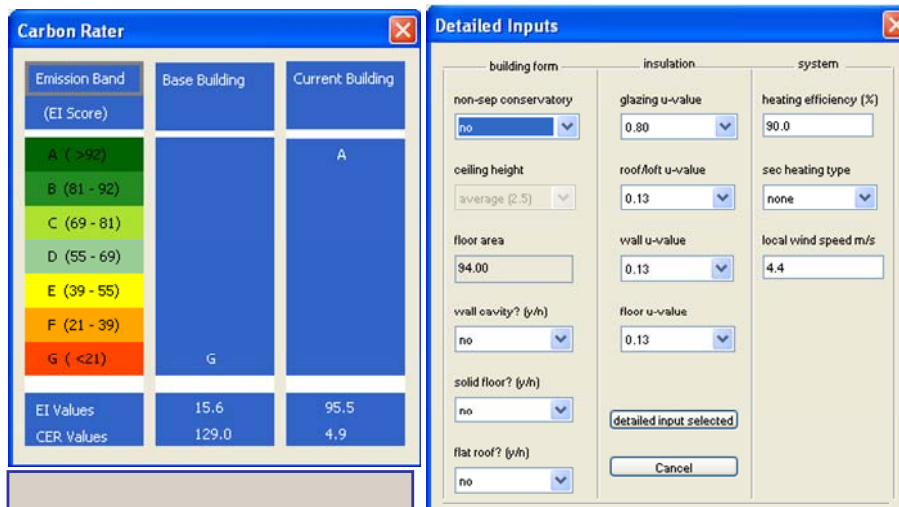 Carbon Rater
Emission Band
(EI Score)
Base Building
Current Building
A ( >92)
B (81 - 92)
C (69 - 81)
D (55 - 69)
E (39 - 55)
F (21 - 39)
G ( <21)
G
A
EI Values 15.6 95.5
CER Values 129.0 4.9
Detailed Inputs
building form
non-sep conservatory
no
ceiling height
average (2.5)
floor area
94.00
wall cavity? (y/n)
no
solid floor? (y/n)
no
flat roof? (y/n)
no
insulation
glazing u-value
0.80
roof/loft u-value
0.13
wall u-value
0.13
floor u-value
0.13
detailed input selected
Cancel
system
heating efficiency (%)
90.0
sec heating type
none
local wind speed m/s
4.4